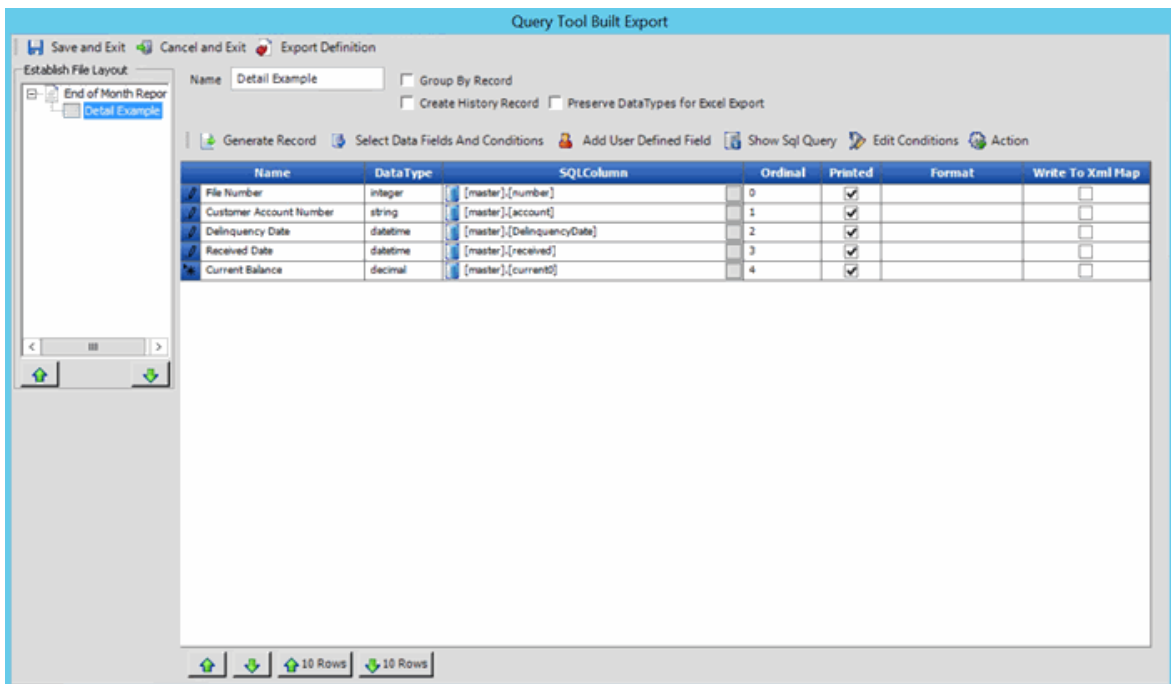 Query Tool Built Export
Save and Exit Cancel and Exit Export Definition
Establish File Layout
End of Month Repor
Detail Example
Name Detail Example Group By Record
Create History Record Preserve DataTypes for Excel Export
Generate Record Select Data Fields And Conditions Add User Defined Field Show Sql Query Edit Conditions Action
Name DataType SQLColumn Ordinal Printed Format Write To Xml Map
File Number integer [master].[number] 0
Customer Account Number string [master].[account] 1
Delinquency Date datetime [master].[DelinquencyDate] 2
Received Date datetime [master].[received] 3
Current Balance decimal [master].[current0] 4
10 Rows 10 Rows